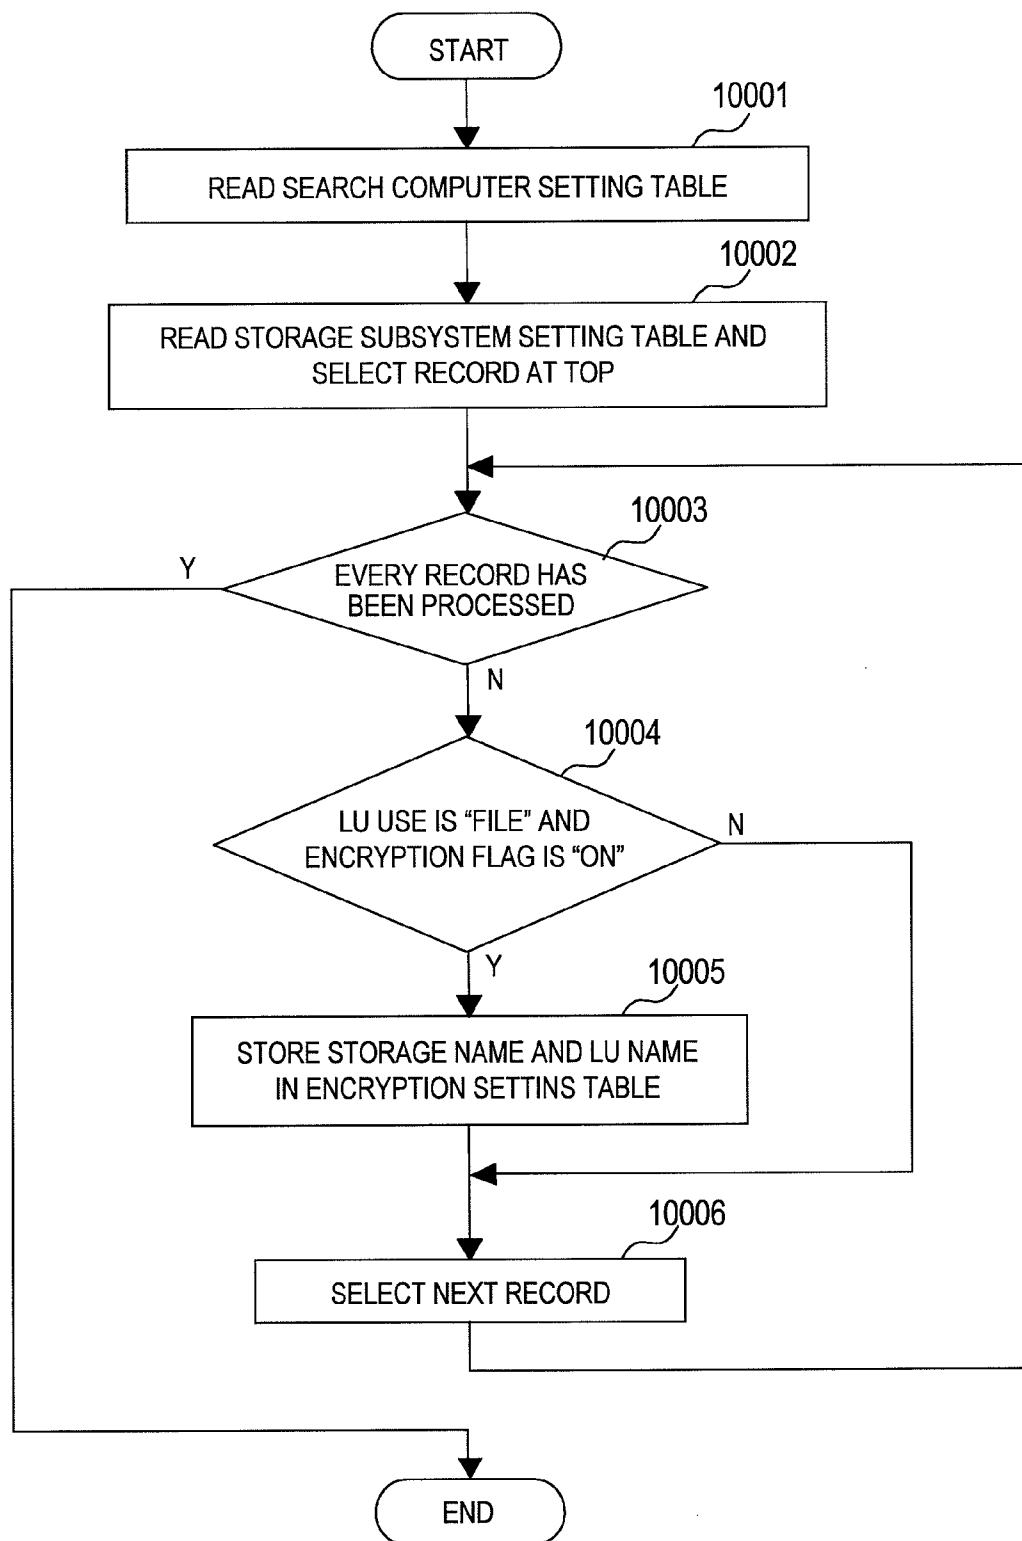 START
10001
READ SEARCH COMPUTER SETTING TABLE
10002
READ STORAGE SUBSYSTEM SETTING TABLE AND
SELECT RECORD AT TOP
10003
Y
EVERY RECORD HAS
BEEN PROCESSED
N
10004
LU USE IS “FILE” AND
ENCRYPTION FLAG IS “ON”
N
Y
10005
STORE STORAGE NAME AND LU NAME
IN ENCRYPTION SETTINS TABLE
10006
SELECT NEXT RECORD
END